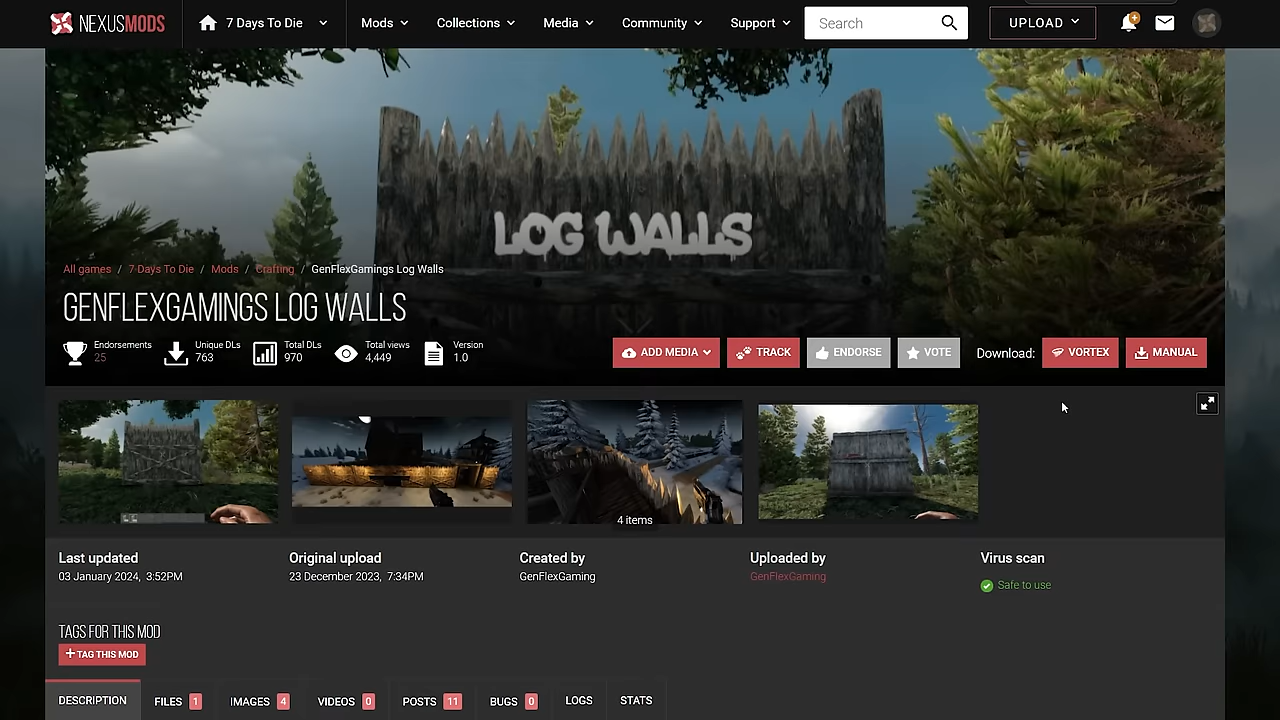 NEXUSMODS
7 Days To Die
Mods
Collections
Media
Community
Support
Search
UPLOAD
LOG WALLS
All games / 7 Days To Die / Mods / Crafting / GenFlexGamings Log Walls
GENFLEXGAMINGS LOG WALLS
Endorsements
25
Unique DLs
763
Total DLs
970
Total views
4,449
Version
1.0
ADD MEDIA
TRACK
ENDORSE
VOTE
Download:
VORTEX
MANUAL
4 items
Last updated
03 January 2024, 3:52PM
Original upload
23 December 2023, 7:34PM
Created by
GenFlexGaming
Uploaded by
GenFlexGaming
Virus scan
Safe to use
TAGS FOR THIS MOD
+ TAG THIS MOD
DESCRIPTION
FILES 1
IMAGES 4
VIDEOS 0
POSTS 11
BUGS 0
LOGS
STATS